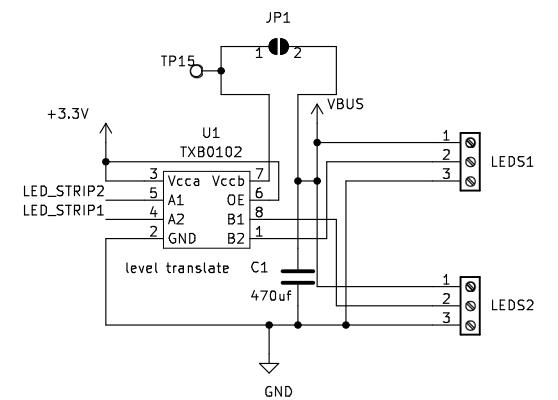 JP1
1 2
TP15
VBUS
+3.3V
U1
TXB0102
1
2 LEDS1
3
3 Vcca Vccb 7
LED_STRIP2 5 A1 OE 6
LED_STRIP1 4 A2 B1 8
2 GND B2 1
level translate
C1
470uf
1
2 LEDS2
3
GND